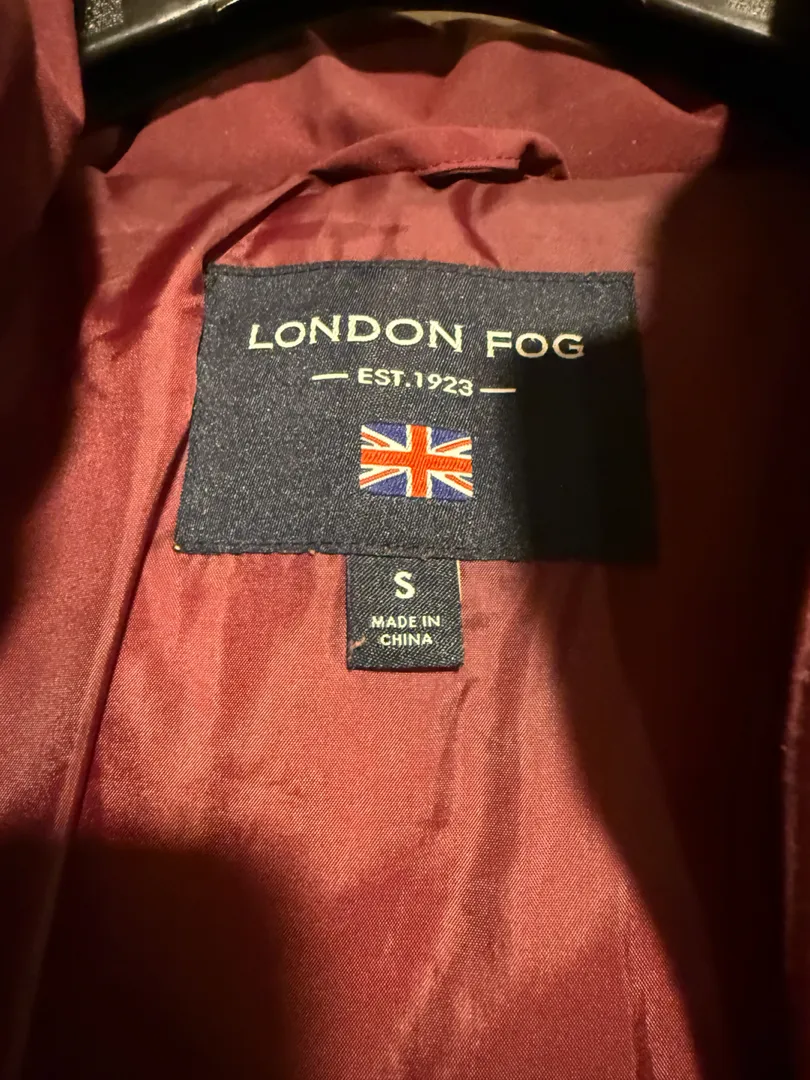 LONDON FOG
EST.1923
S
MADE IN
CHINA